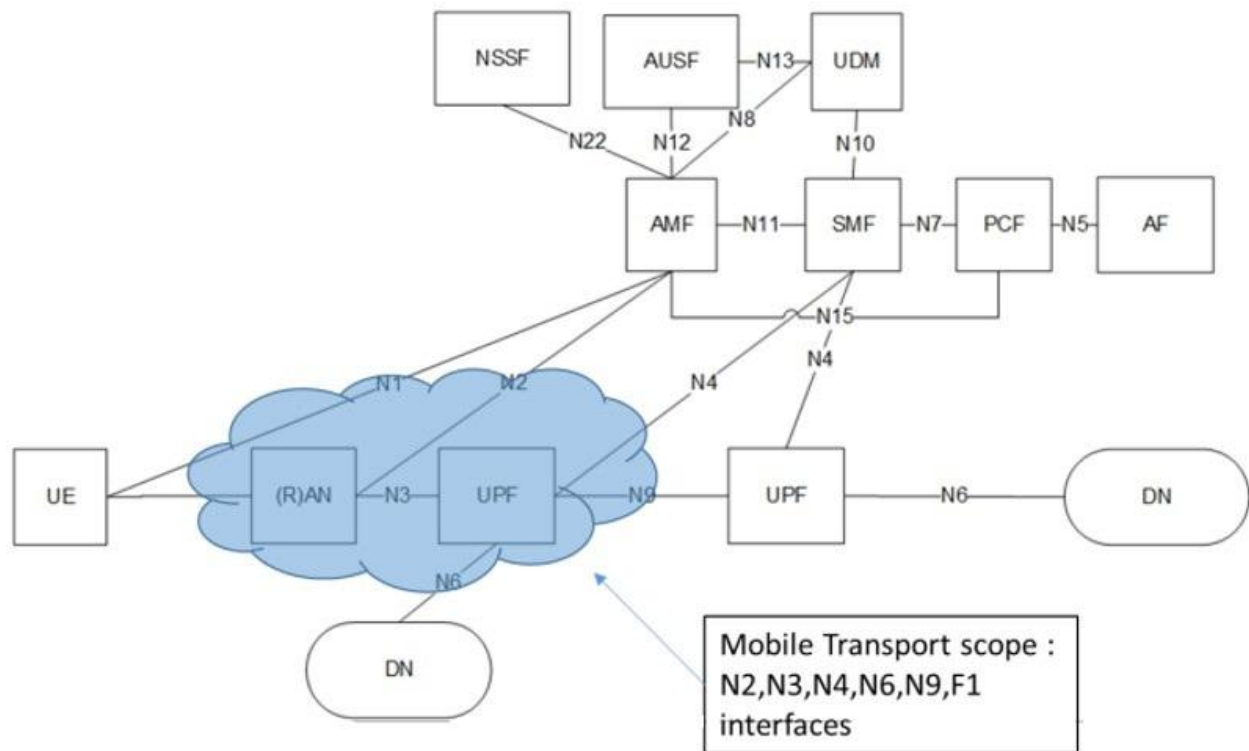 NSSF
AUSF
N13
UDM
N22
N12
N8
N10
AMF
N11
SMF
N7
PCF
N5
AF
N15
N4
N1
N2
N4
UE
(R)AN
N3
UPF
N9
UPF
N6
DN
N6
DN
Mobile Transport scope :
N2,N3,N4,N6,N9,F1
interfaces